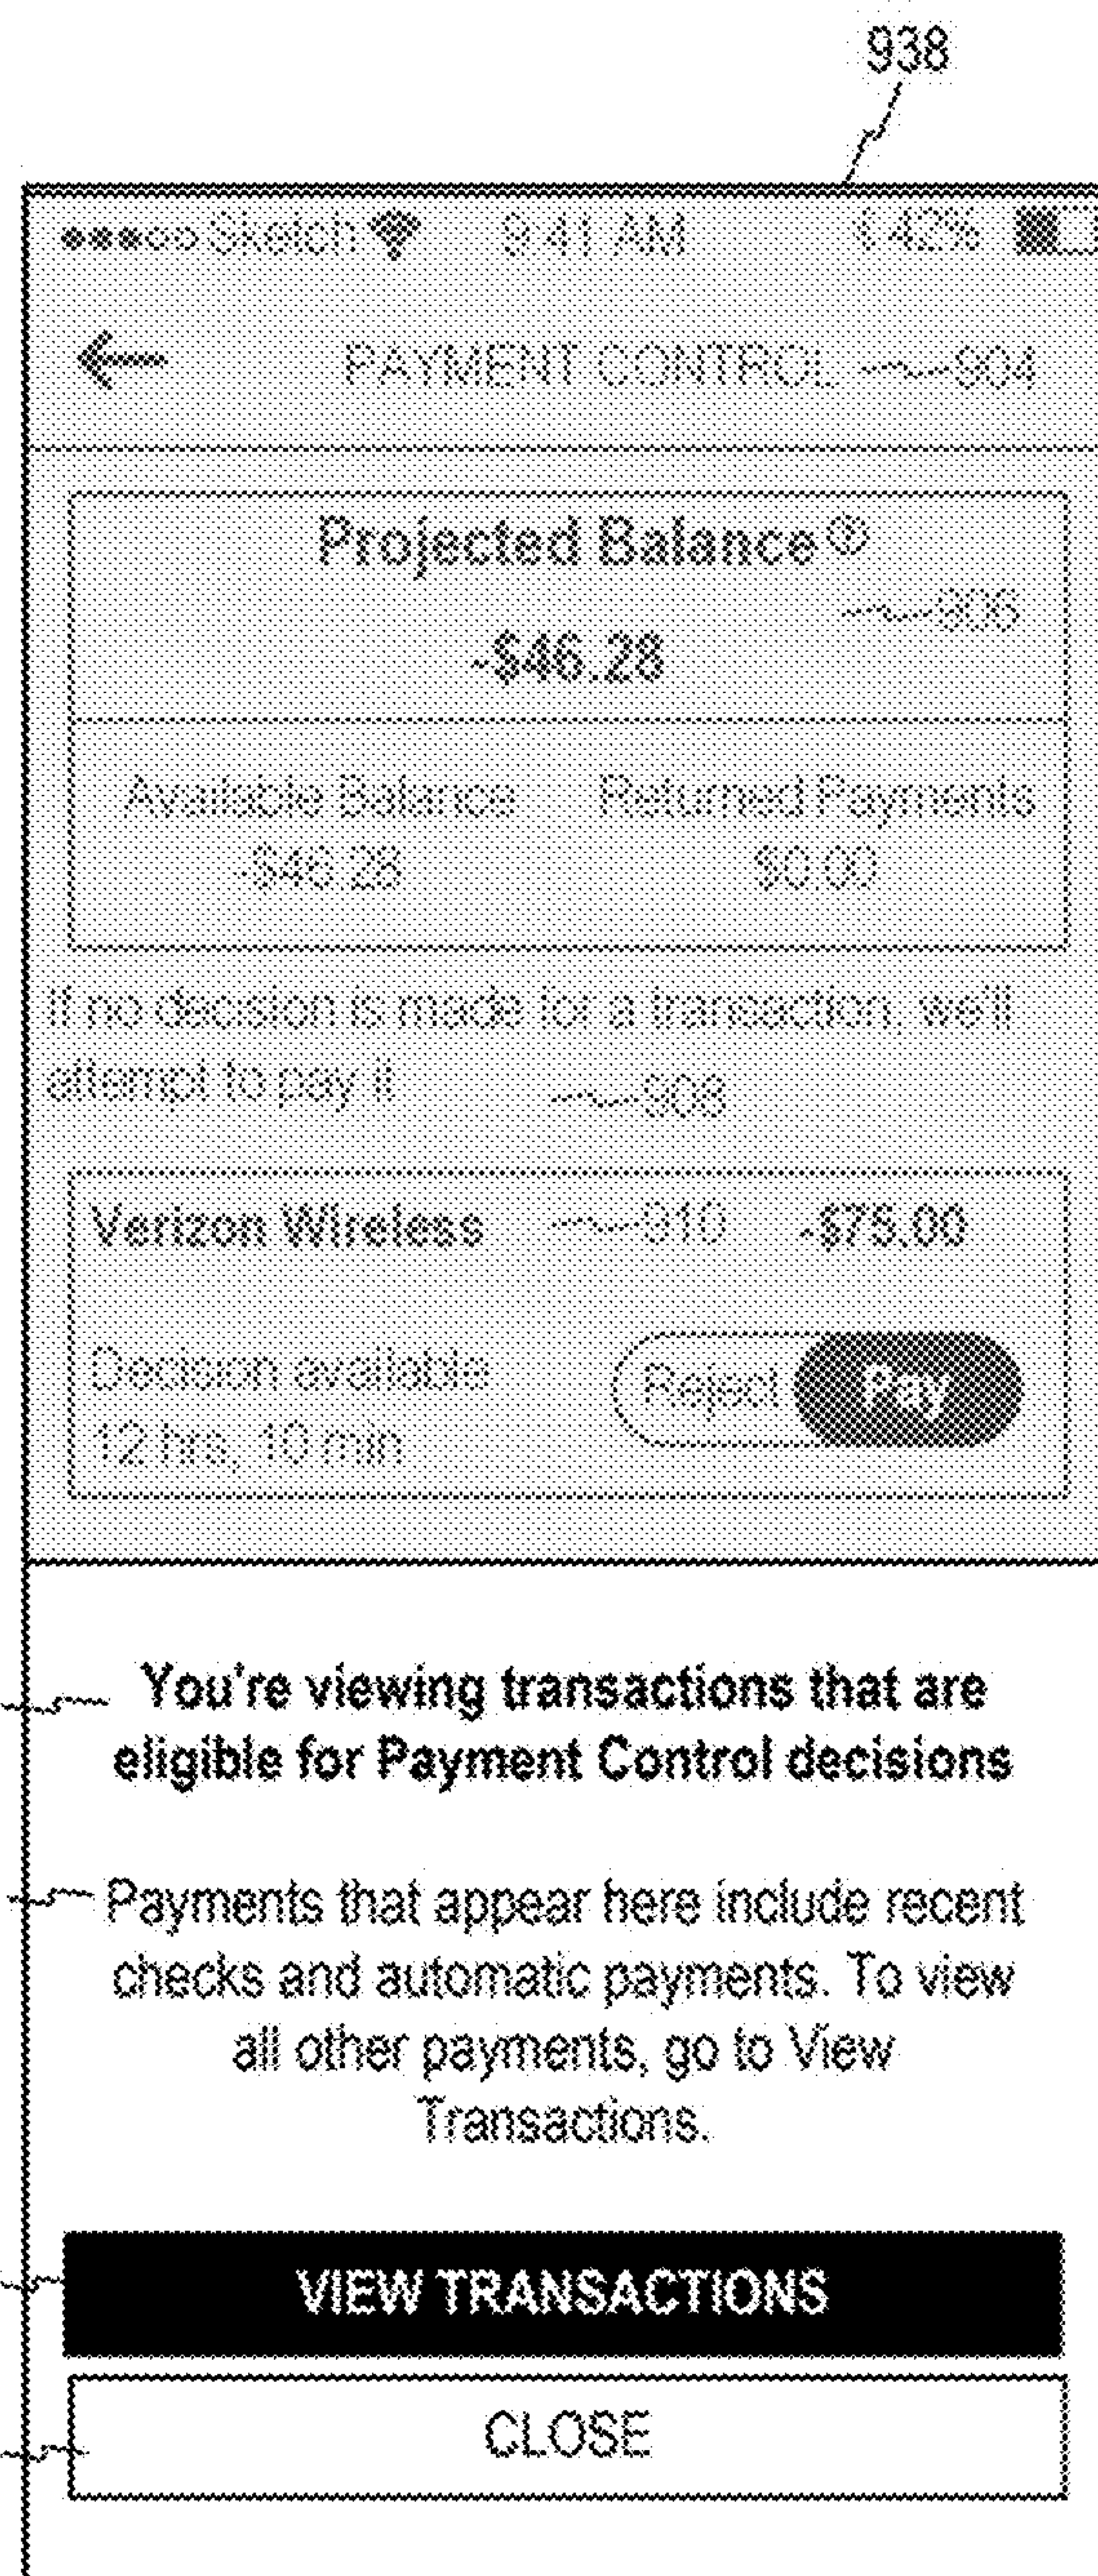 938
Sketch 9:41 AM 42%
PAYMENT CONTROL 904
Projected Balance
906
-$46.28
Available Balance Returned Payments
-$46.28 $0.00
If no decision is made for a transaction, we'll
attempt to pay it
908
Verizon Wireless 910 -$75.00
Decision available
12 hrs, 10 min
Reject Pay
You're viewing transactions that are
eligible for Payment Control decisions
Payments that appear here include recent
checks and automatic payments. To view
all other payments, go to View
Transactions.
VIEW TRANSACTIONS
CLOSE